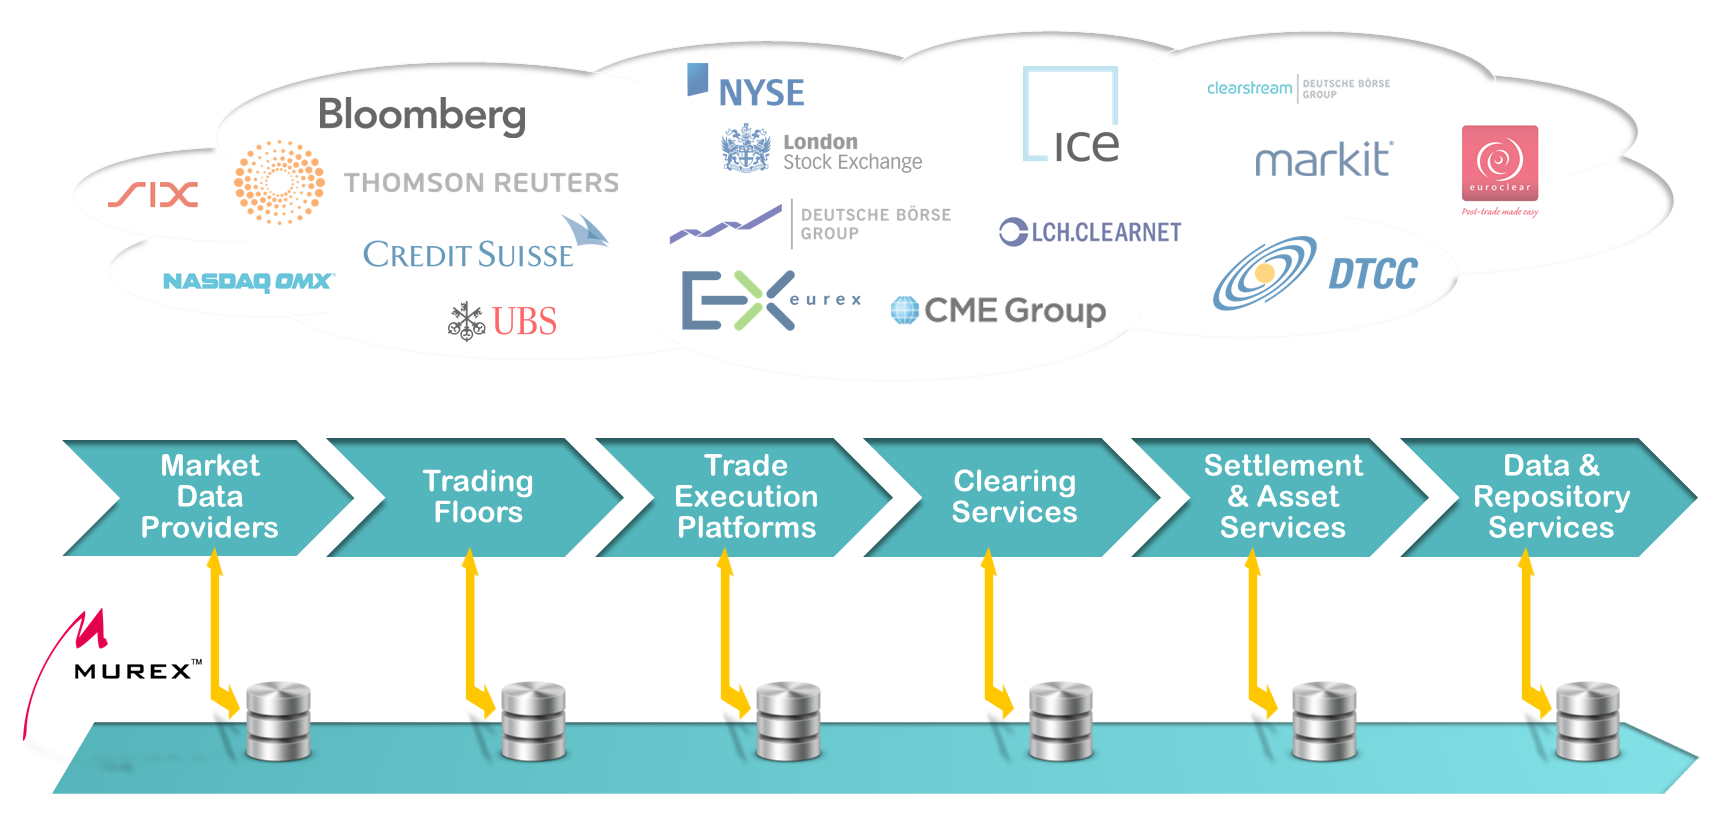 Bloomberg
SIX
THOMSON REUTERS
CREDIT SUISSE
NASDAQ OMX
UBS
NYSE
London
Stock Exchange
DEUTSCHE BÖRSE
GROUP
EX eurex
ICE
LCH.CLEARNET
CME Group
clearstream
DEUTSCHE BÖRSE
GROUP
markit
euroclear
Post-trade made easy
DTCC
Market
Data
Providers
Trading
Floors
Trade
Execution
Platforms
Clearing
Services
Settlement
& Asset
Services
Data &
Repository
Services
MUREX™